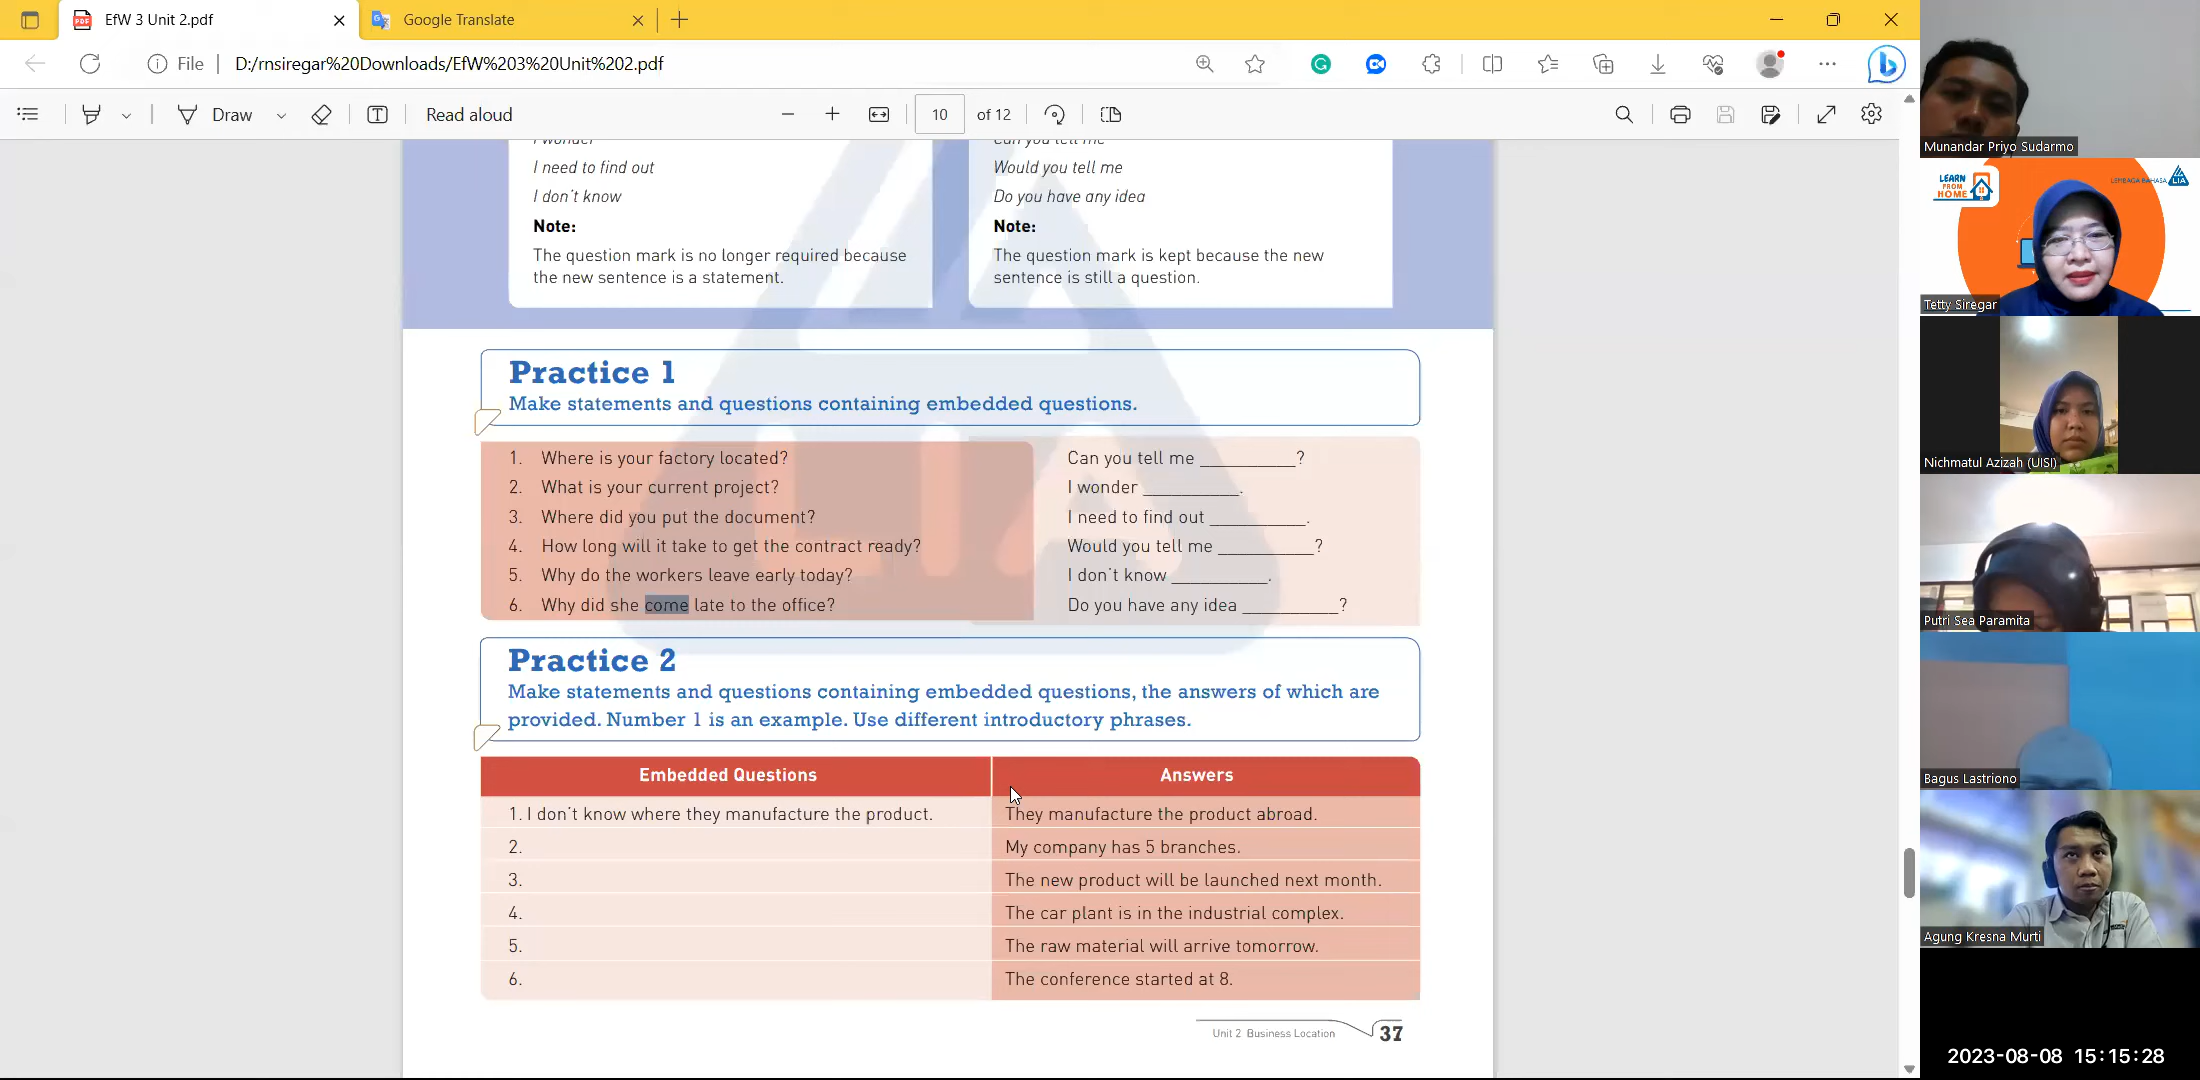 EfW 3 Unit 2.pdf
Google Translate
File
D:/rnsiregar%20Downloads/EfW%203%20Unit%202.pdf
Draw
Read aloud
10
of 12
I wonder
I need to find out
I don't know
Note:
The question mark is no longer required because
the new sentence is a statement.
Can you tell me
Would you tell me
Do you have any idea
Note:
The question mark is kept because the new
sentence is still a question.
Practice 1
Make statements and questions containing embedded questions.
1. Where is your factory located?
2. What is your current project?
3. Where did you put the document?
4. How long will it take to get the contract ready?
5. Why do the workers leave early today?
6. Why did she come late to the office?
Can you tell me __________?
I wonder __________.
I need to find out __________.
Would you tell me __________?
I don't know __________.
Do you have any idea __________?
Practice 2
Make statements and questions containing embedded questions, the answers of which are
provided. Number 1 is an example. Use different introductory phrases.
Embedded Questions Answers
1. I don't know where they manufacture the product. They manufacture the product abroad.
2. My company has 5 branches.
3. The new product will be launched next month.
4. The car plant is in the industrial complex.
5. The raw material will arrive tomorrow.
6. The conference started at 8.
Unit 2 Business Location 37
LIA
Munandar Priyo Sudarmo
LEARN
FROM
HOME
LEMBAGA BAHASA LIA
Tetty Siregar
Nichmatul Azizah (UISI)
Putri Sea Paramita
Bagus Lastriono
Agung Kresna Murti
2023-08-08 15:15:28